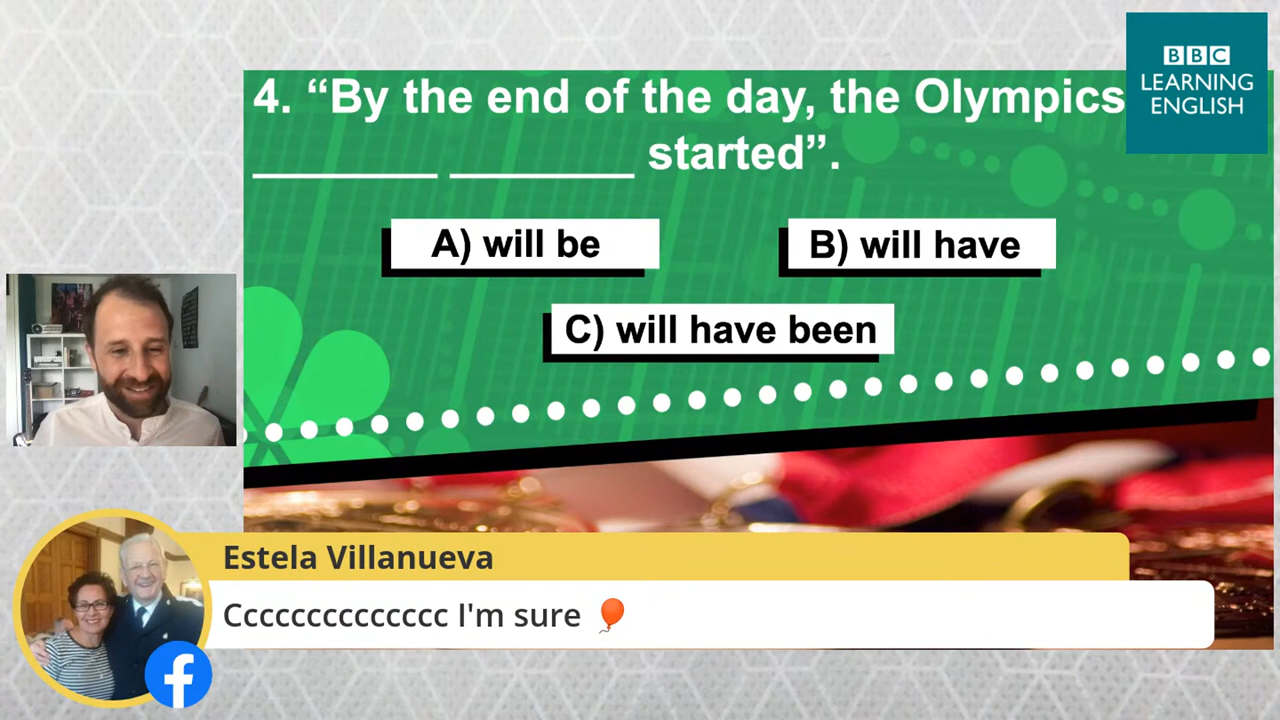 BBC
LEARNING
ENGLISH
4. “By the end of the day, the Olympics
________ ________ started”.
A) will be
B) will have
C) will have been
Estela Villanueva
Cccccccccccccc I'm sure 🎈